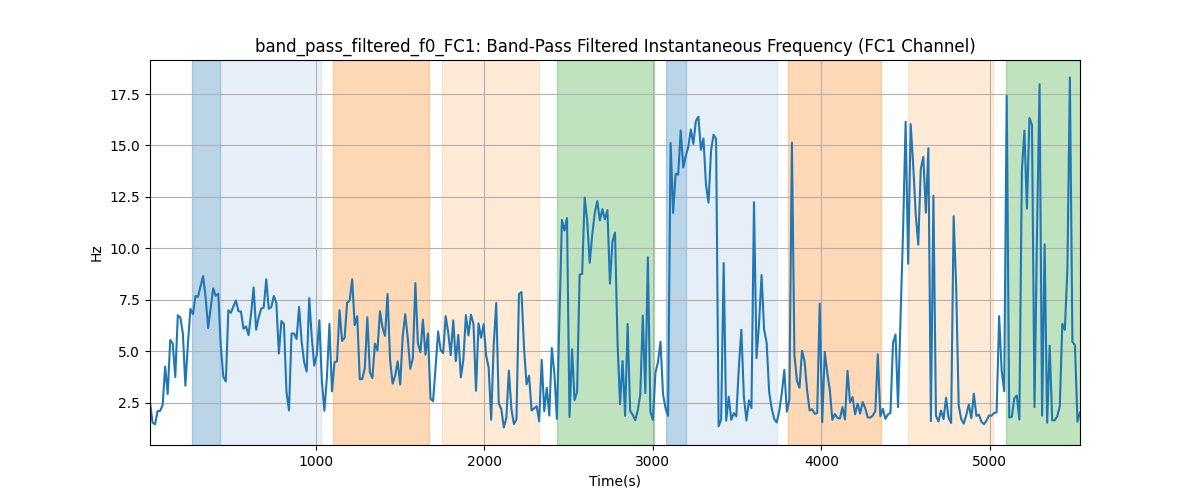 band_pass_filtered_f0_FC1: Band-Pass Filtered Instantaneous Frequency (FC1 Channel)
17.5
15.0
12.5
10.0
7.5
5.0
2.5
Hz
1000 2000 3000 4000 5000
Time(s)